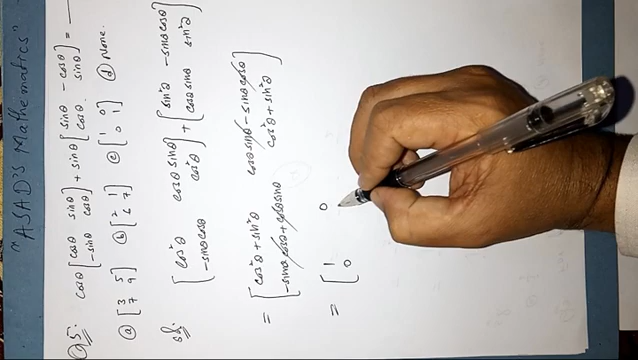 "ASAD'S Mathematics"
Q5. cosθ [cosθ sinθ
-sinθ cosθ] + sinθ [sinθ -cosθ
cosθ sinθ] = ___
ⓐ [3 5
7 9] ⓑ [2 1
6 7] ⓒ [1 0
0 1] ⓓ None.
Sol:
[cos²θ cosθ sinθ
-sinθ cosθ cos²θ] + [sin²θ -sinθ cosθ
cosθ sinθ sin²θ]
= [cos²θ + sin²θ cosθ sinθ - sinθ cosθ
-sinθ cosθ + cosθ sinθ cos²θ + sin²θ]
= [1 0
0